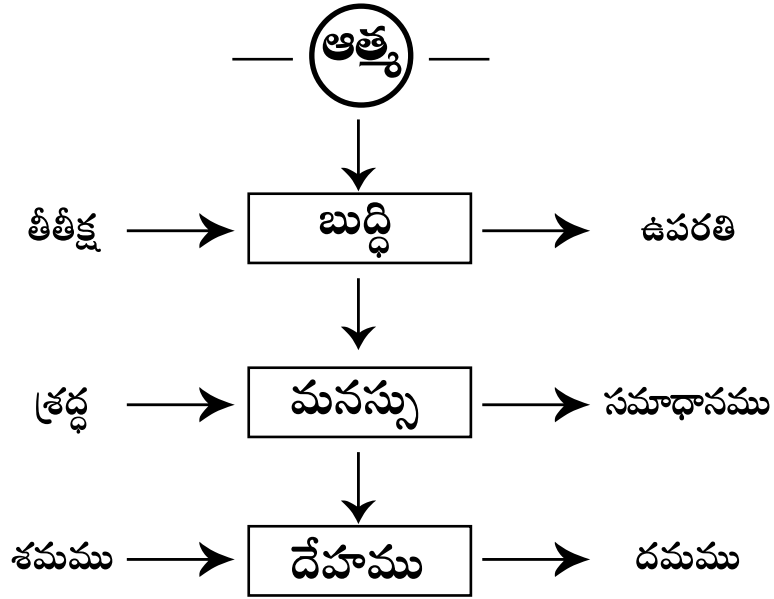 ఆత్మ
తీతీక్ష బుద్ధి ఉపరతి
శ్రద్ధ మనస్సు సమాధానము
శమము దేహము దమము